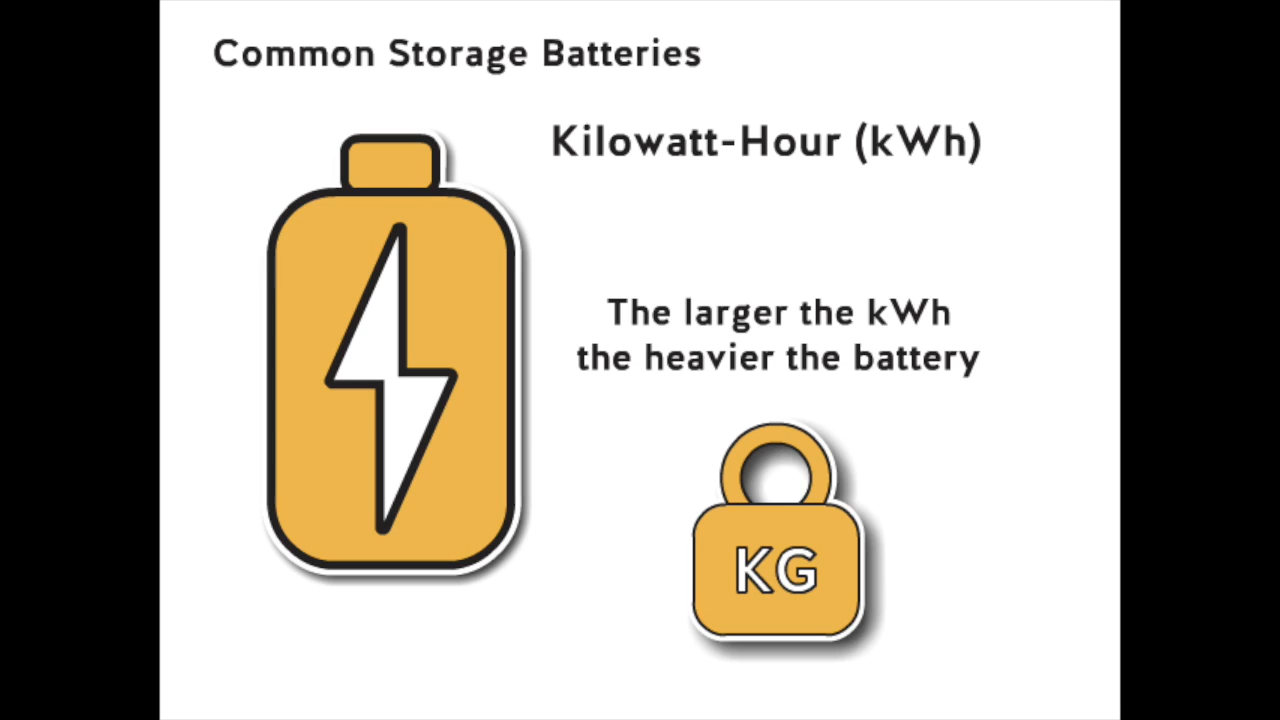 Common Storage Batteries
Kilowatt-Hour (kWh)
The larger the kWh
the heavier the battery
KG